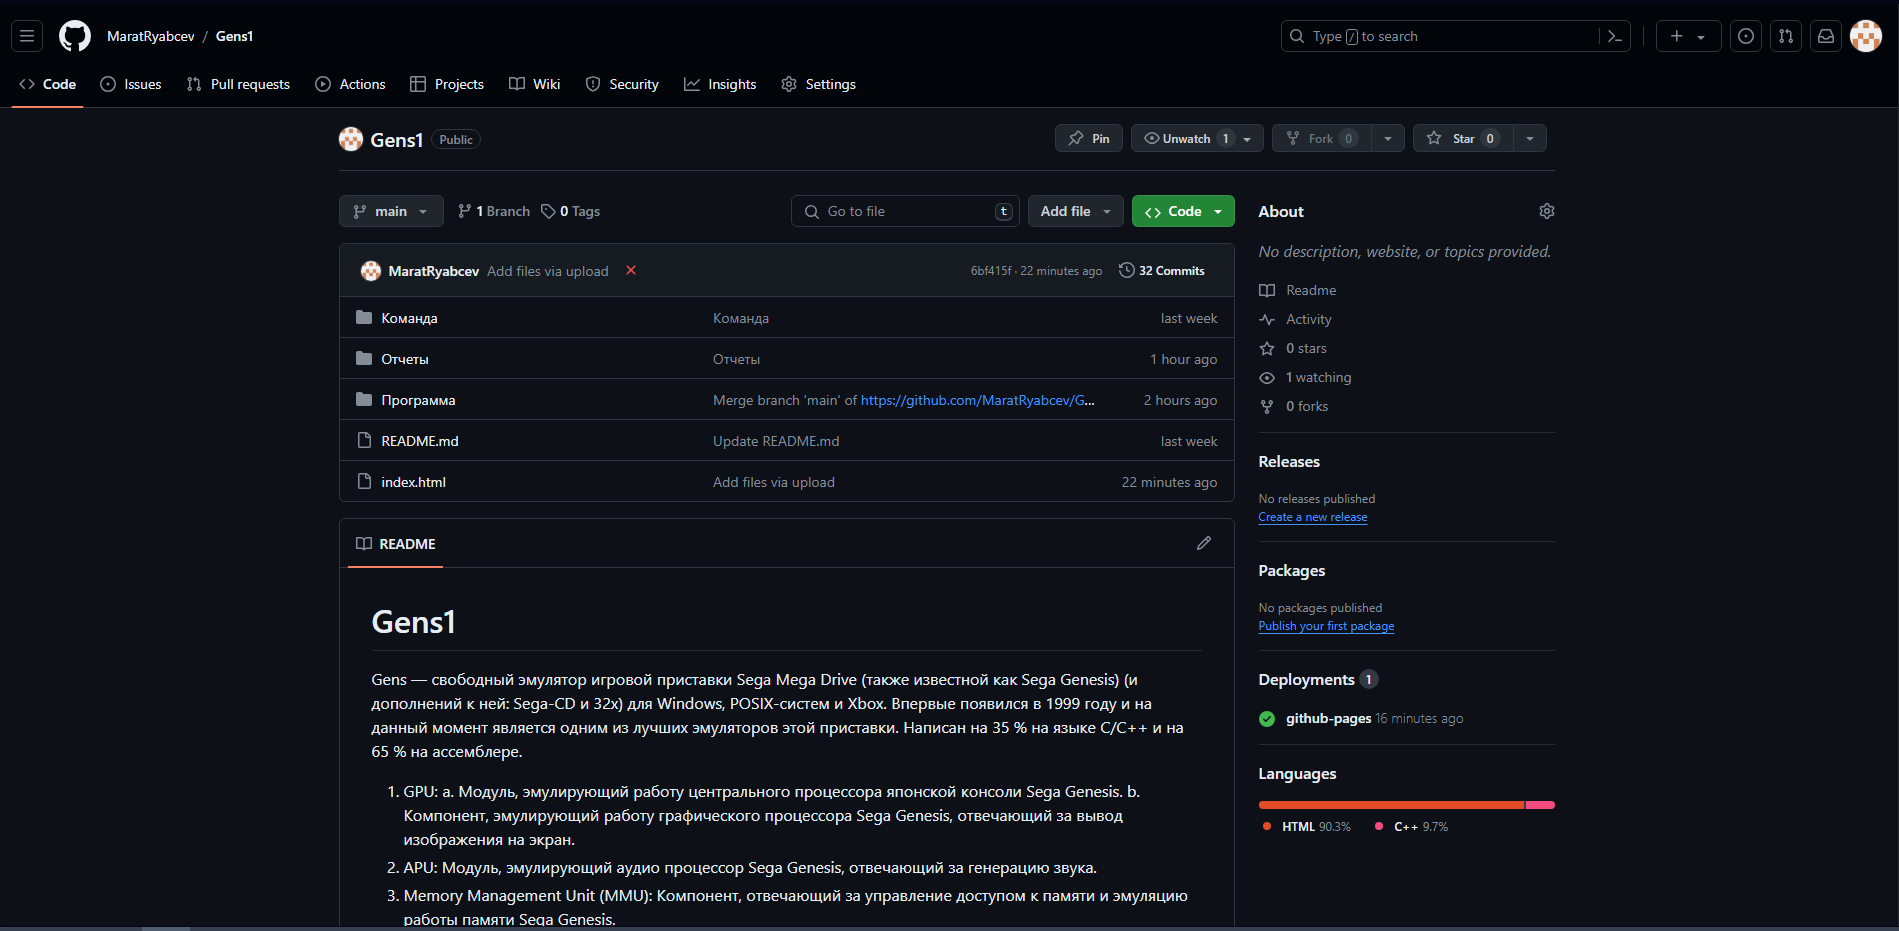 MaratRyabcev / Gens1
Type / to search
Code Issues Pull requests Actions Projects Wiki Security Insights Settings
Gens1 Public
Pin Unwatch 1 Fork 0 Star 0
main 1 Branch 0 Tags Go to file t Add file Code
MaratRyabcev Add files via upload 6bf415f · 22 minutes ago 32 Commits
Команда Команда last week
Отчеты Отчеты 1 hour ago
Программа Merge branch 'main' of https://github.com/MaratRyabcev/G... 2 hours ago
README.md Update README.md last week
index.html Add files via upload 22 minutes ago
README
Gens1
Gens — свободный эмулятор игровой приставки Sega Mega Drive (также известной как Sega Genesis) (и
дополнений к ней: Sega-CD и 32x) для Windows, POSIX-систем и Xbox. Впервые появился в 1999 году и на
данный момент является одним из лучших эмуляторов этой приставки. Написан на 35 % на языке C/C++ и на
65 % на ассемблере.
1. GPU: a. Модуль, эмулирующий работу центрального процессора японской консоли Sega Genesis. b.
Компонент, эмулирующий работу графического процессора Sega Genesis, отвечающий за вывод
изображения на экран.
2. APU: Модуль, эмулирующий аудио процессор Sega Genesis, отвечающий за генерацию звука.
3. Memory Management Unit (MMU): Компонент, отвечающий за управление доступом к памяти и эмуляцию
работы памяти Sega Genesis.
About
No description, website, or topics provided.
Readme
Activity
0 stars
1 watching
0 forks
Releases
No releases published
Create a new release
Packages
No packages published
Publish your first package
Deployments 1
github-pages 16 minutes ago
Languages
HTML 90.3% C++ 9.7%